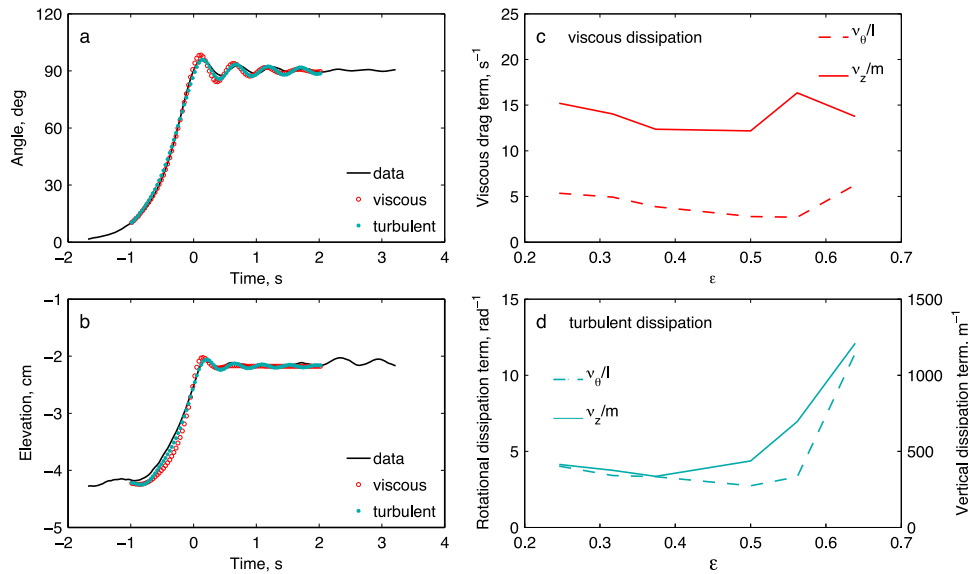 a
120
90
60
30
0
Angle, deg
data
viscous
turbulent
−2
−1
0
1
2
3
4
Time, s
b
−1
−2
−3
−4
−5
Elevation, cm
data
viscous
turbulent
−2
−1
0
1
2
3
4
Time, s
c viscous dissipation
25
20
15
10
5
0
Viscous drag term, s⁻¹
ν_θ/I
ν_z/m
0.2
0.3
0.4
0.5
0.6
0.7
ε
d turbulent dissipation
15
10
5
0
Rotational dissipation term, rad⁻¹
ν_θ/I
ν_z/m
1500
1000
500
0
Vertical dissipation term, m⁻¹
0.2
0.3
0.4
0.5
0.6
0.7
ε